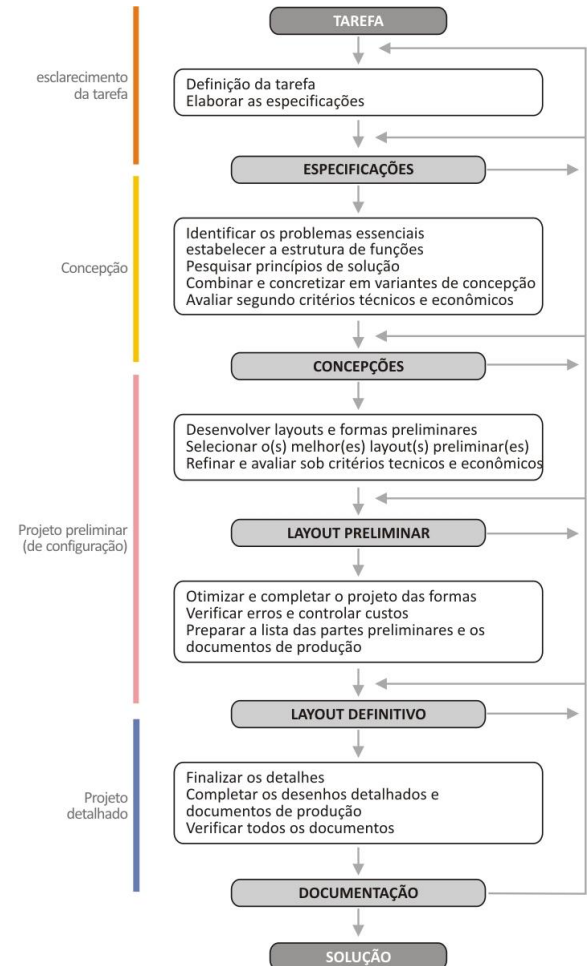 TAREFA
esclarecimento
da tarefa
Definição da tarefa
Elaborar as especificações
ESPECIFICAÇÕES
Concepção
Identificar os problemas essenciais
estabelecer a estrutura de funções
Pesquisar princípios de solução
Combinar e concretizar em variantes de concepção
Avaliar segundo critérios técnicos e econômicos
CONCEPÇÕES
Projeto preliminar
(de configuração)
Desenvolver layouts e formas preliminares
Selecionar o(s) melhor(es) layout(s) preliminar(es)
Refinar e avaliar sob critérios tecnicos e econômicos
LAYOUT PRELIMINAR
Otimizar e completar o projeto das formas
Verificar erros e controlar custos
Preparar a lista das partes preliminares e os
documentos de produção
LAYOUT DEFINITIVO
Projeto
detalhado
Finalizar os detalhes
Completar os desenhos detalhados e
documentos de produção
Verificar todos os documentos
DOCUMENTAÇÃO
SOLUÇÃO